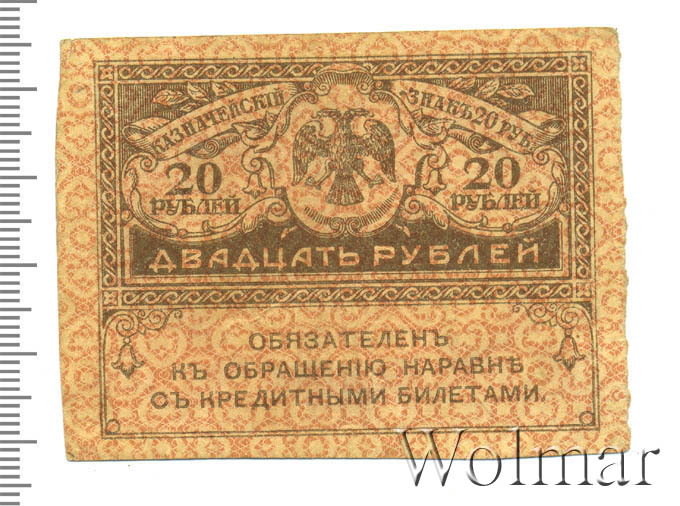 КАЗНАЧЕЙСКІЙ ЗНАКЪ 20 РУБ.
20 20
РУБЛЕЙ РУБЛЕЙ
ДВАДЦАТЬ РУБЛЕЙ
ОБЯЗАТЕЛЕНЪ
КЪ ОБРАЩЕНІЮ НАРАВНѢ
СЪ КРЕДИТНЫМИ БИЛЕТАМИ.
Wolmar